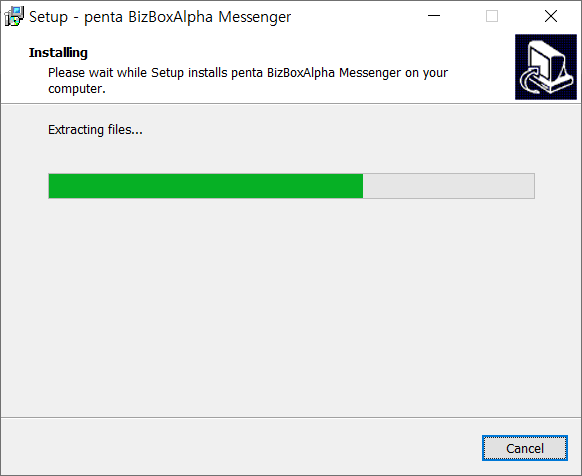 Setup - penta BizBoxAlpha Messenger
Installing
Please wait while Setup installs penta BizBoxAlpha Messenger on your
computer.
Extracting files...
Cancel